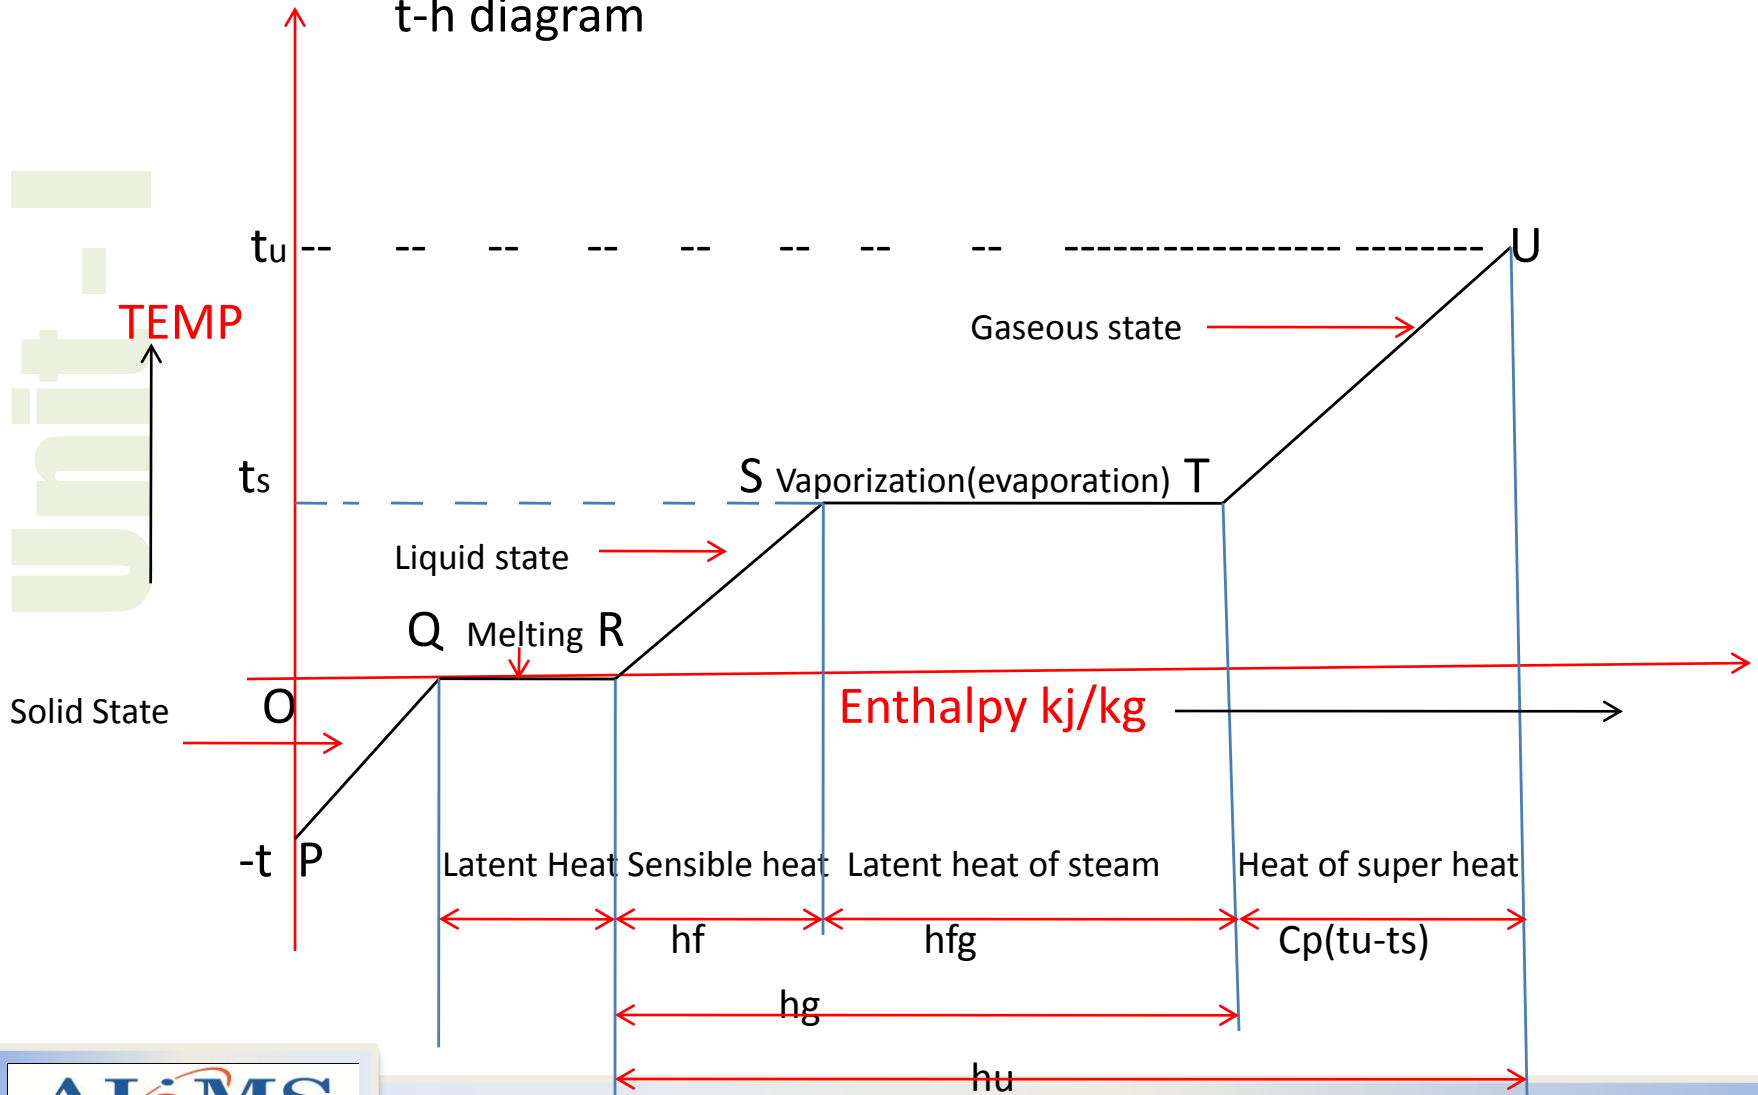 t-h diagram
Unit - I
tu
U
TEMP
Gaseous state
ts
S Vaporization(evaporation) T
Liquid state
Q Melting R
Solid State
O
Enthalpy kj/kg
-t P
Latent Heat Sensible heat Latent heat of steam Heat of super heat
hf hfg Cp(tu-ts)
hg
hu